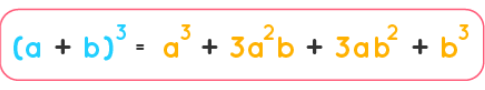 (a + b)³ = a³ + 3a²b + 3ab² + b³